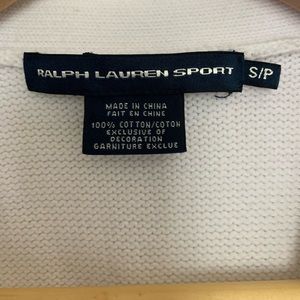 RALPH LAUREN SPORT
S/P
MADE IN CHINA
FAIT EN CHINE
100% COTTON/COTON
EXCLUSIVE OF
DECORATION
GARNITURE EXCLUE